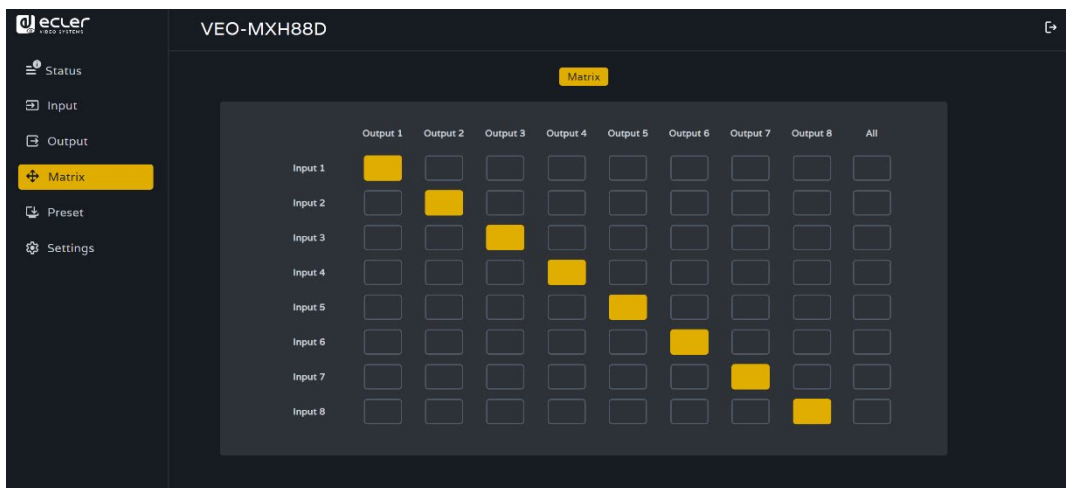 ecler
VIDEO SYSTEMS
VEO-MXH88D
Status
Input
Output
Matrix
Preset
Settings
Matrix
Output 1 Output 2 Output 3 Output 4 Output 5 Output 6 Output 7 Output 8 All
Input 1
Input 2
Input 3
Input 4
Input 5
Input 6
Input 7
Input 8